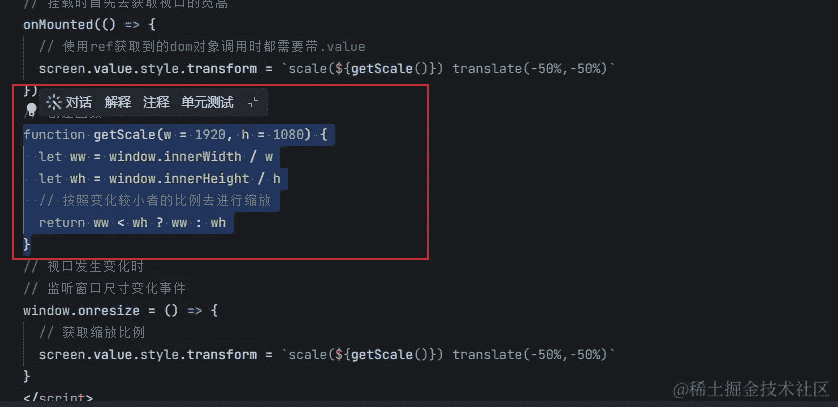 // 挂载时首先去获取视口的宽高
onMounted(() => {
// 使用ref获取到的dom对象调用时都需要带.value
screen.value.style.transform = `scale(${getScale()}) translate(-50%,-50%)`
})
对话 解释 注释 单元测试
function getScale(w = 1920, h = 1080) {
let ww = window.innerWidth / w
let wh = window.innerHeight / h
// 按照变化较小者的比例去进行缩放
return ww < wh ? ww : wh
}
// 视口发生变化时
// 监听窗口尺寸变化事件
window.onresize = () => {
// 获取缩放比例
screen.value.style.transform = `scale(${getScale()}) translate(-50%,-50%)`
}
</script>
@稀土掘金技术社区